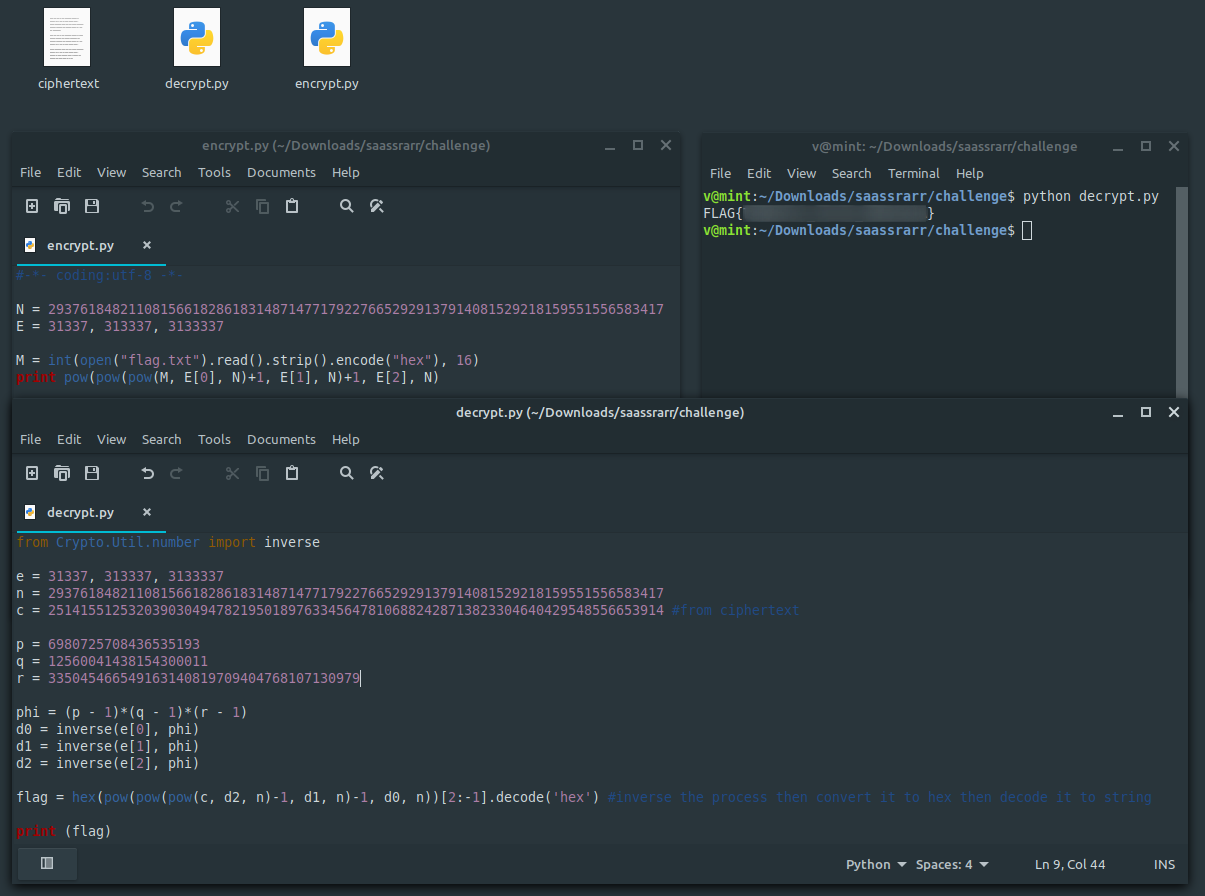 ciphertext
decrypt.py
encrypt.py
encrypt.py (~/Downloads/saassrarr/challenge)
File Edit View Search Tools Documents Help
encrypt.py
#-*- coding:utf-8 -*-
N = 29376184821108156618286183148714771792276652929137914081529218159551556583417
E = 31337, 313337, 3133337
M = int(open("flag.txt").read().strip().encode("hex"), 16)
print pow(pow(pow(M, E[0], N)+1, E[1], N)+1, E[2], N)
v@mint: ~/Downloads/saassrarr/challenge
File Edit View Search Terminal Help
v@mint:~/Downloads/saassrarr/challenge$ python decrypt.py
FLAG{ }
v@mint:~/Downloads/saassrarr/challenge$
decrypt.py (~/Downloads/saassrarr/challenge)
File Edit View Search Tools Documents Help
decrypt.py
from Crypto.Util.number import inverse
e = 31337, 313337, 3133337
n = 29376184821108156618286183148714771792276652929137914081529218159551556583417
c = 25141551253203903049478219501897633456478106882428713823304640429548556653914 #from ciphertext
p = 6980725708436535193
q = 12560041438154300011
r = 335045466549163140819709404768107130979
phi = (p - 1)*(q - 1)*(r - 1)
d0 = inverse(e[0], phi)
d1 = inverse(e[1], phi)
d2 = inverse(e[2], phi)
flag = hex(pow(pow(pow(c, d2, n)-1, d1, n)-1, d0, n))[2:-1].decode('hex') #inverse the process then convert it to hex then decode it to string
print (flag)
Python Spaces: 4 Ln 9, Col 44 INS